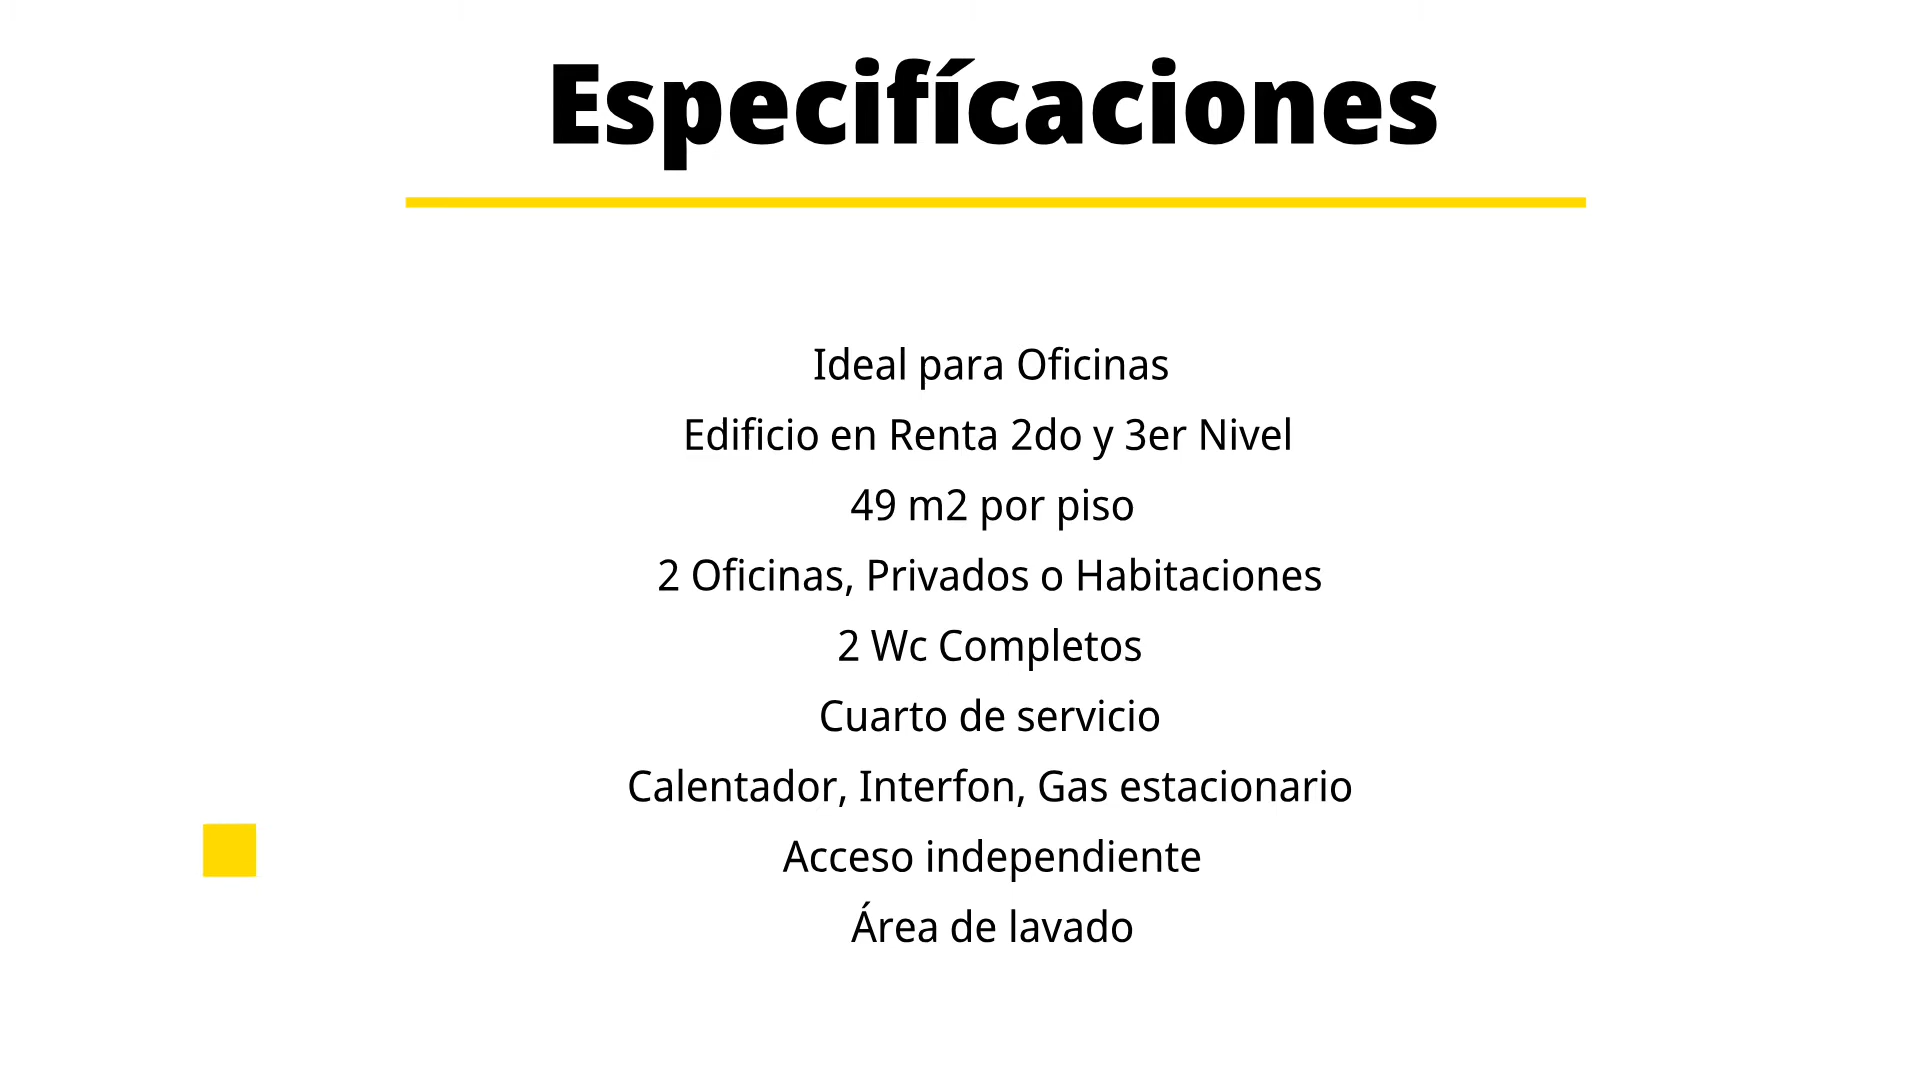 Especifícaciones
Ideal para Oficinas
Edificio en Renta 2do y 3er Nivel
49 m2 por piso
2 Oficinas, Privados o Habitaciones
2 Wc Completos
Cuarto de servicio
Calentador, Interfon, Gas estacionario
Acceso independiente
Área de lavado